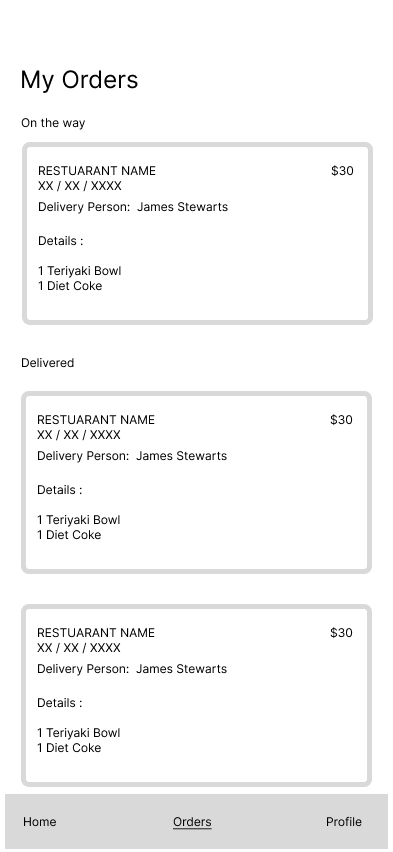 My Orders
On the way
RESTUARANT NAME $30
XX / XX / XXXX
Delivery Person: James Stewarts
Details :
1 Teriyaki Bowl
1 Diet Coke
Delivered
RESTUARANT NAME $30
XX / XX / XXXX
Delivery Person: James Stewarts
Details :
1 Teriyaki Bowl
1 Diet Coke
RESTUARANT NAME $30
XX / XX / XXXX
Delivery Person: James Stewarts
Details :
1 Teriyaki Bowl
1 Diet Coke
Home Orders Profile